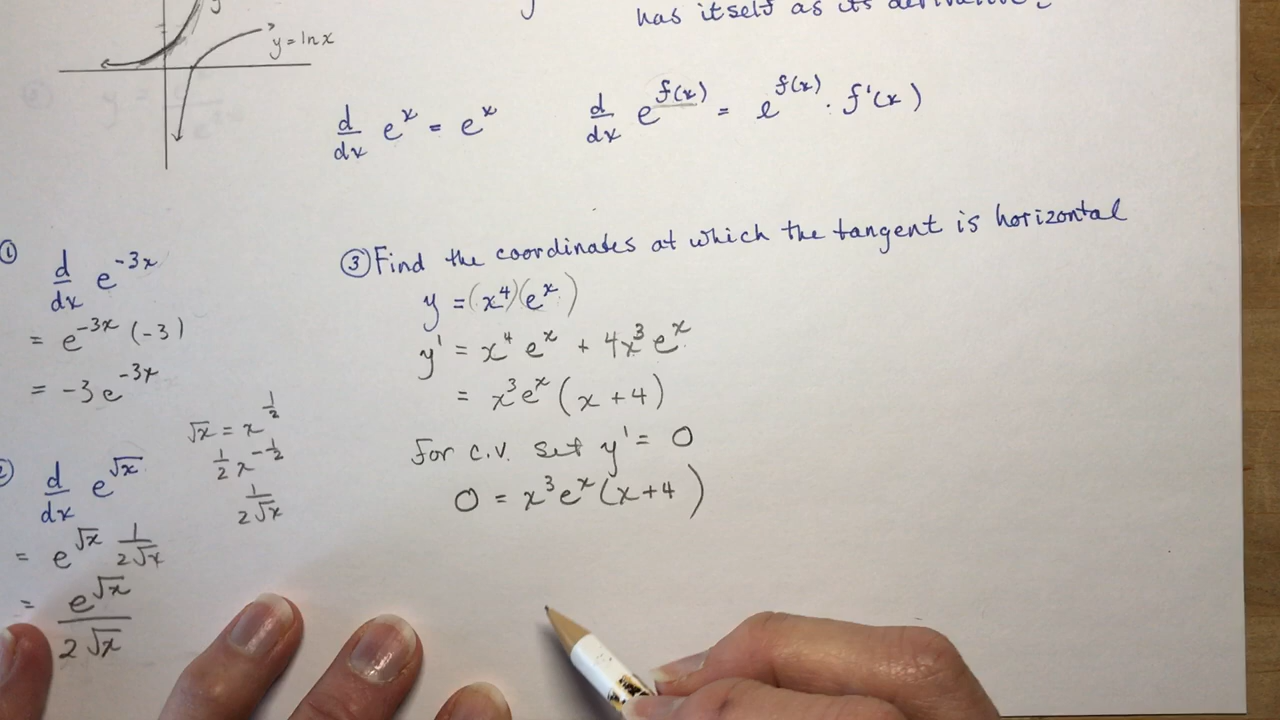 has itself as its derivative?
y
y = ln x
d/dx e^x = e^x
d/dx e^f(x) = e^f(x) · f'(x)
① d/dx e^-3x
= e^-3x (-3)
= -3e^-3x
√x = x^1/2
1/2 x^-1/2
1/2√x
d/dx e^√x
= e^√x 1/2√x
= e^√x/2√x
③ Find the coordinates at which the tangent is horizontal
y = (x^4)(e^x)
y' = x^4 e^x + 4x^3 e^x
= x^3 e^x (x + 4)
For c.v. set y' = 0
0 = x^3 e^x (x+4)